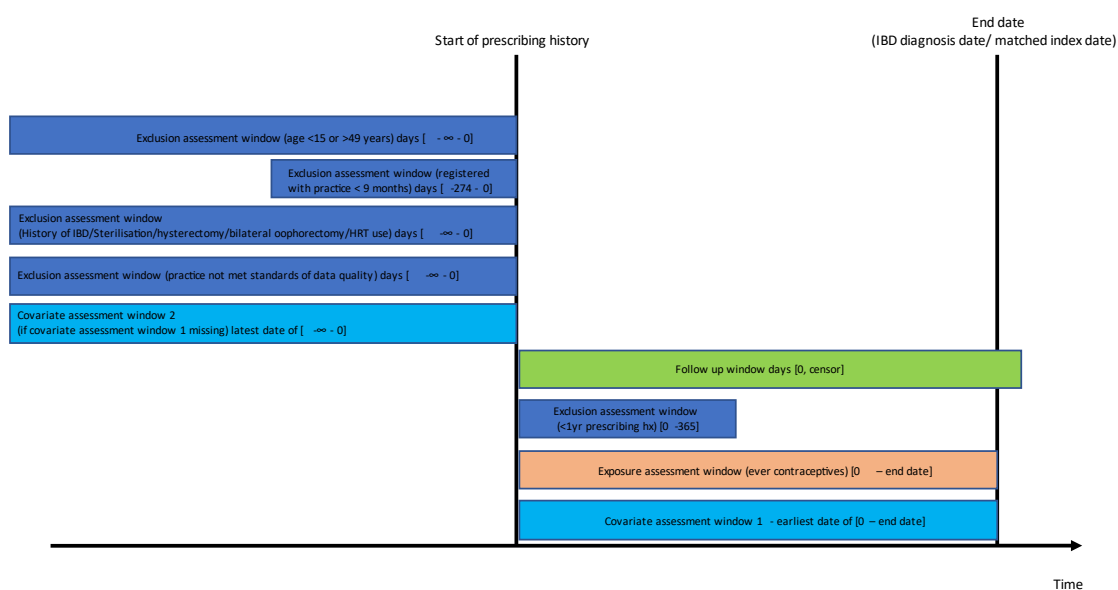 End date
(IBD diagnosis date/ matched index date)
Start of prescribing history
Exclusion assessment window (age <15 or >49 years) days [ -∞ - 0]
Exclusion assessment window (registered
with practice < 9 months) days [ -274 - 0]
Exclusion assessment window
(History of IBD/Sterilisation/hysterectomy/bilateral oophorectomy/HRT use) days [ -∞ - 0]
Exclusion assessment window (practice not met standards of data quality) days [ -∞ - 0]
Covariate assessment window 2
(if covariate assessment window 1 missing) latest date of [ -∞ - 0]
Follow up window days [0, censor]
Exclusion assessment window
(<1yr prescribing hx) [0 -365]
Exposure assessment window (ever contraceptives) [0 – end date]
Covariate assessment window 1 - earliest date of [0 – end date]
Time